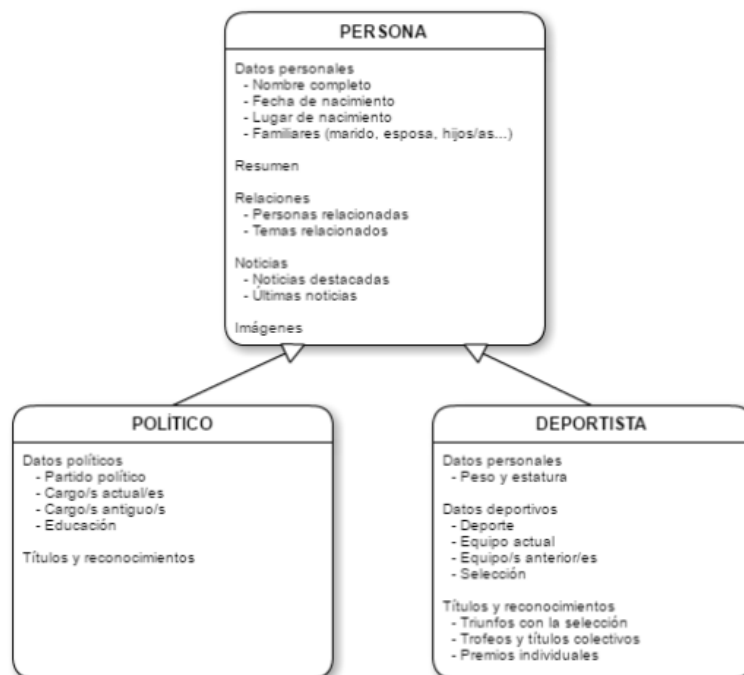 PERSONA
Datos personales
- Nombre completo
- Fecha de nacimiento
- Lugar de nacimiento
- Familiares (marido, esposa, hijos/as...)
Resumen
Relaciones
- Personas relacionadas
- Temas relacionados
Noticias
- Noticias destacadas
- Últimas noticias
Imágenes
POLÍTICO
Datos políticos
- Partido político
- Cargo/s actual/es
- Cargo/s antiguo/s
- Educación
Títulos y reconocimientos
DEPORTISTA
Datos personales
- Peso y estatura
Datos deportivos
- Deporte
- Equipo actual
- Equipo/s anterior/es
- Selección
Títulos y reconocimientos
- Triunfos con la selección
- Trofeos y títulos colectivos
- Premios individuales